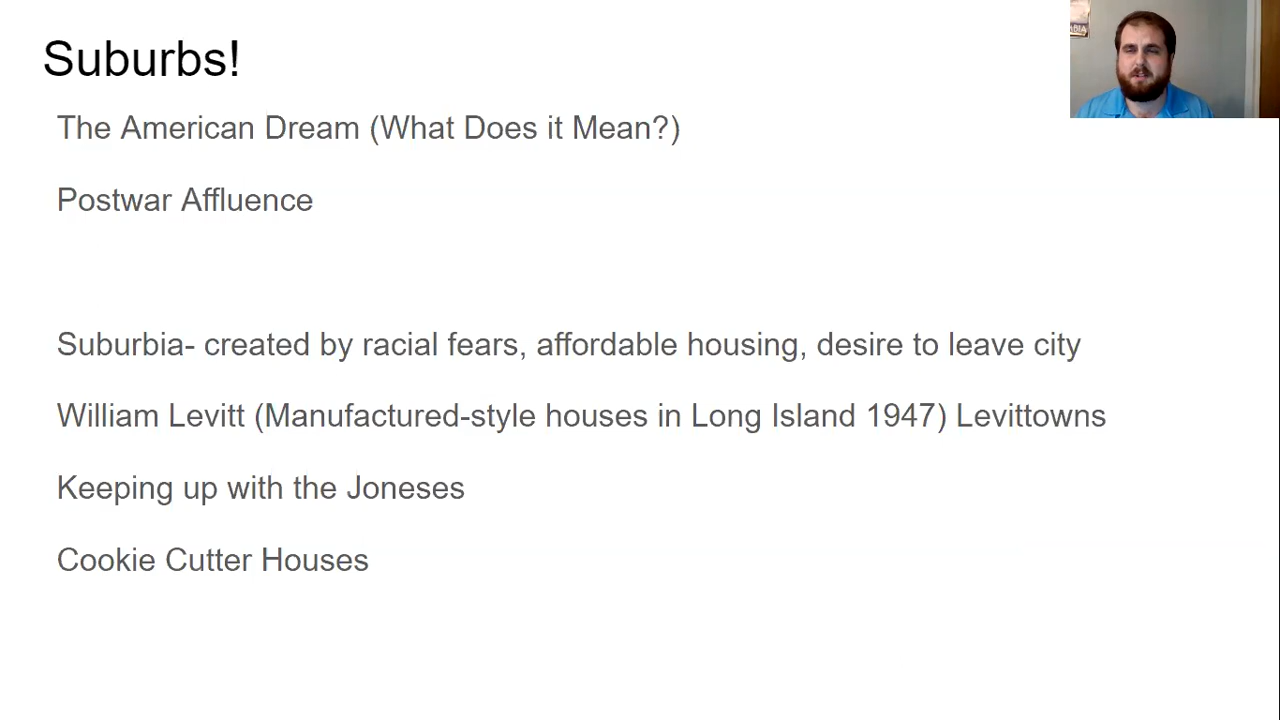 Suburbs!
The American Dream (What Does it Mean?)
Postwar Affluence
Suburbia- created by racial fears, affordable housing, desire to leave city
William Levitt (Manufactured-style houses in Long Island 1947) Levittowns
Keeping up with the Joneses
Cookie Cutter Houses